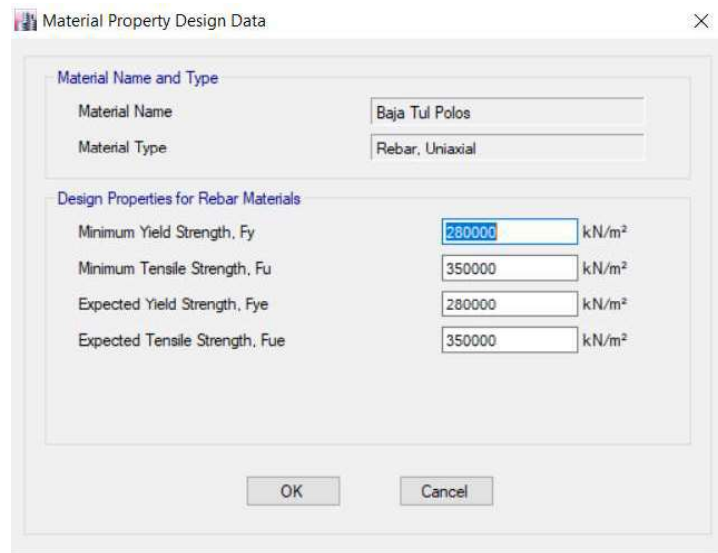 Material Property Design Data
Material Name and Type
Material Name Baja Tul Polos
Material Type Rebar, Uniaxial
Design Properties for Rebar Materials
Minimum Yield Strength, Fy 280000 kN/m²
Minimum Tensile Strength, Fu 350000 kN/m²
Expected Yield Strength, Fye 280000 kN/m²
Expected Tensile Strength, Fue 350000 kN/m²
OK Cancel